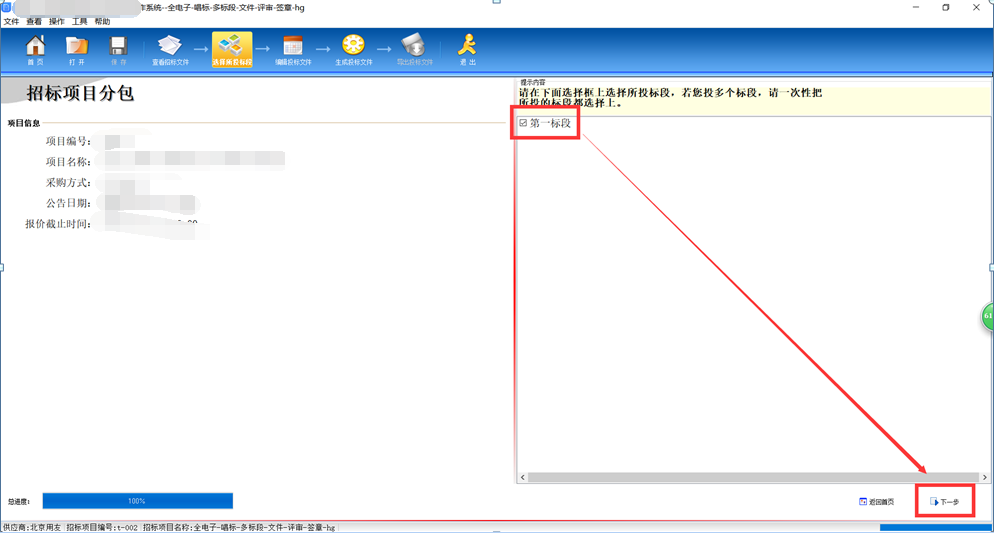 作系统--全电子-唱标-多标段-文件-评审-签章-hg
文件 查看 操作 工具 帮助
首 页 打 开 保 存 查看招标文件 选择所投标段 编辑投标文件 生成投标文件 导出投标文件 退 出
招标项目分包
项目信息
项目编号:
项目名称:
采购方式:
公告日期:
报价截止时间:
提示内容
请在下面选择框上选择所投标段，若您投多个标段，请一次性把
所投的标段都选择上。
第一标段
61
总进度: 100%
返回首页 下一步
供应商:北京用友 招标项目编号:t-002 招标项目名称:全电子-唱标-多标段-文件-评审-签章-hg